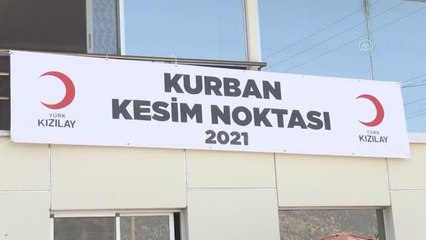 KURBAN
KESİM NOKTASI
2021
TÜRK
KIZILAY
TÜRK
KIZILAY